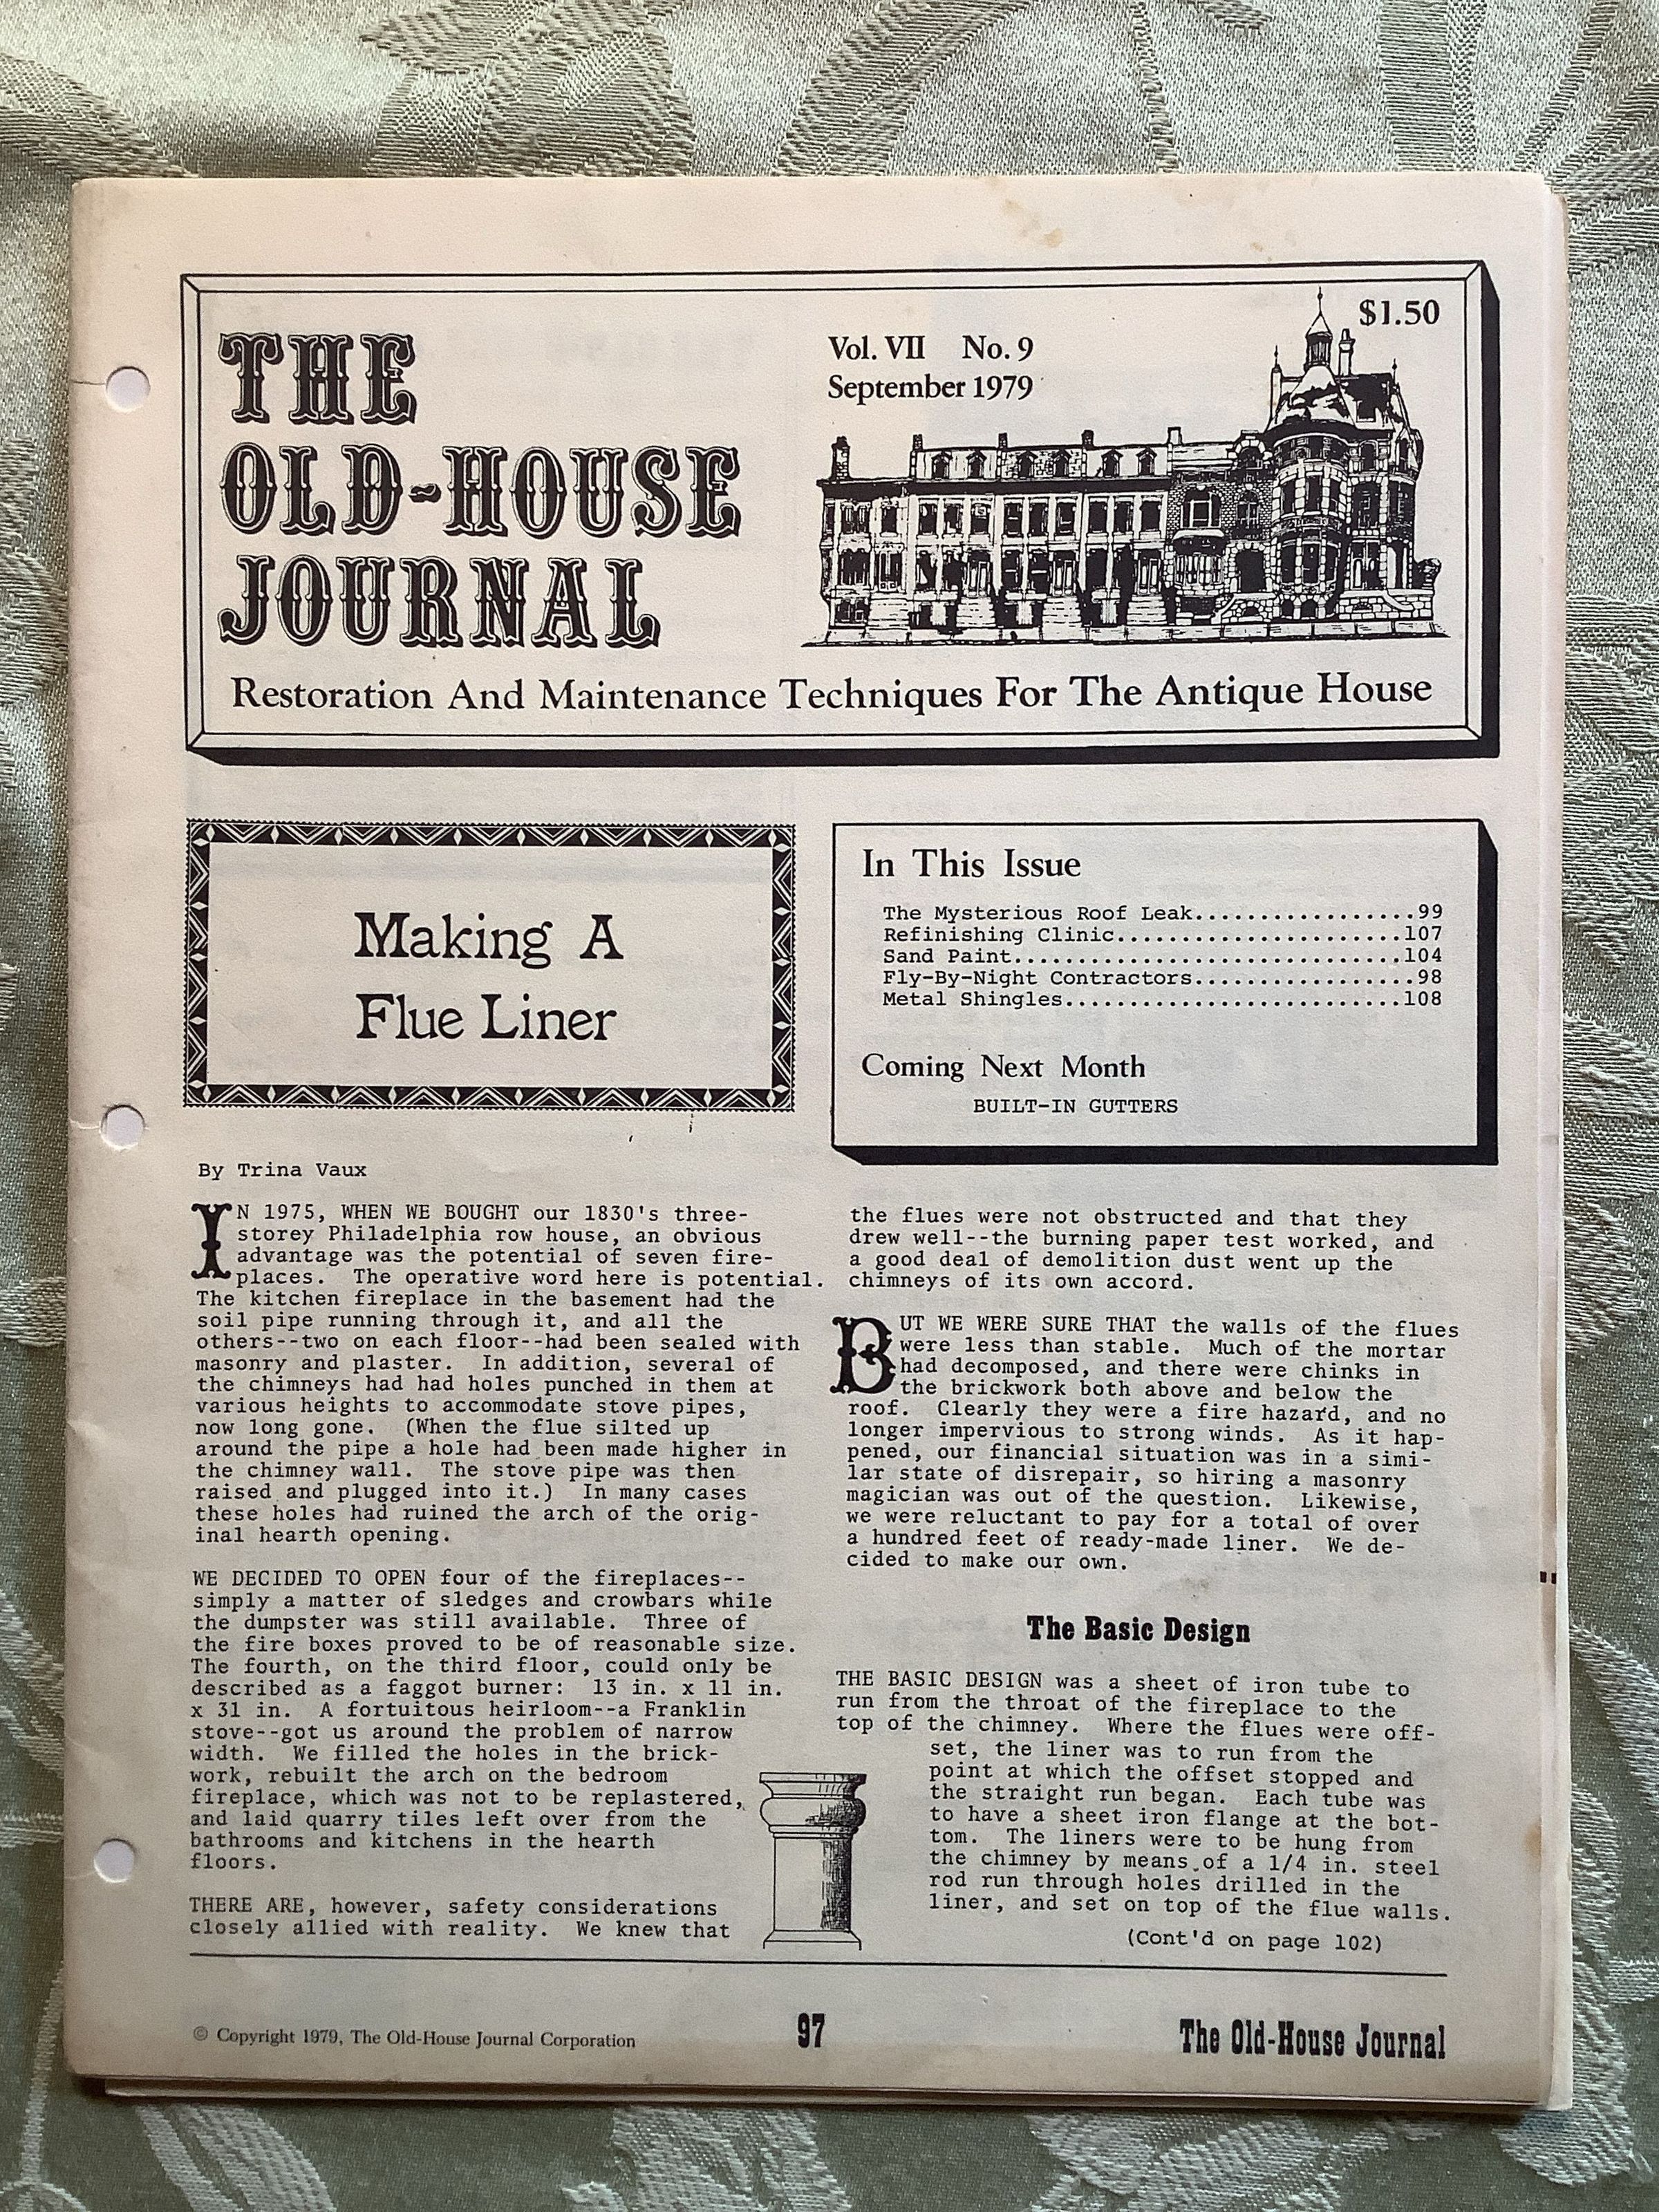 THE
OLD-HOUSE
JOURNAL
Vol. VII No. 9
September 1979
$1.50
Restoration And Maintenance Techniques For The Antique House
Making A
Flue Liner
In This Issue
The Mysterious Roof Leak.................99
Refinishing Clinic......................107
Sand Paint..............................104
Fly-By-Night Contractors.................98
Metal Shingles..........................108
Coming Next Month
BUILT-IN GUTTERS
By Trina Vaux
IN 1975, WHEN WE BOUGHT our 1830's three-
storey Philadelphia row house, an obvious
advantage was the potential of seven fire-
places. The operative word here is potential.
The kitchen fireplace in the basement had the
soil pipe running through it, and all the
others--two on each floor--had been sealed with
masonry and plaster. In addition, several of
the chimneys had had holes punched in them at
various heights to accommodate stove pipes,
now long gone. (When the flue silted up
around the pipe a hole had been made higher in
the chimney wall. The stove pipe was then
raised and plugged into it.) In many cases
these holes had ruined the arch of the orig-
inal hearth opening.
WE DECIDED TO OPEN four of the fireplaces--
simply a matter of sledges and crowbars while
the dumpster was still available. Three of
the fire boxes proved to be of reasonable size.
The fourth, on the third floor, could only be
described as a faggot burner: 13 in. x 11 in.
x 31 in. A fortuitous heirloom--a Franklin
stove--got us around the problem of narrow
width. We filled the holes in the brick-
work, rebuilt the arch on the bedroom
fireplace, which was not to be replastered,
and laid quarry tiles left over from the
bathrooms and kitchens in the hearth
floors.
THERE ARE, however, safety considerations
closely allied with reality. We knew that
the flues were not obstructed and that they
drew well--the burning paper test worked, and
a good deal of demolition dust went up the
chimneys of its own accord.
BUT WE WERE SURE THAT the walls of the flues
were less than stable. Much of the mortar
had decomposed, and there were chinks in
the brickwork both above and below the
roof. Clearly they were a fire hazard, and no
longer impervious to strong winds. As it hap-
pened, our financial situation was in a simi-
lar state of disrepair, so hiring a masonry
magician was out of the question. Likewise,
we were reluctant to pay for a total of over
a hundred feet of ready-made liner. We de-
cided to make our own.
The Basic Design
THE BASIC DESIGN was a sheet of iron tube to
run from the throat of the fireplace to the
top of the chimney. Where the flues were off-
set, the liner was to run from the
point at which the offset stopped and
the straight run began. Each tube was
to have a sheet iron flange at the bot-
tom. The liners were to be hung from
the chimney by means of a 1/4 in. steel
rod run through holes drilled in the
liner, and set on top of the flue walls.
(Cont'd on page 102)
© Copyright 1979, The Old-House Journal Corporation
97
The Old-House Journal